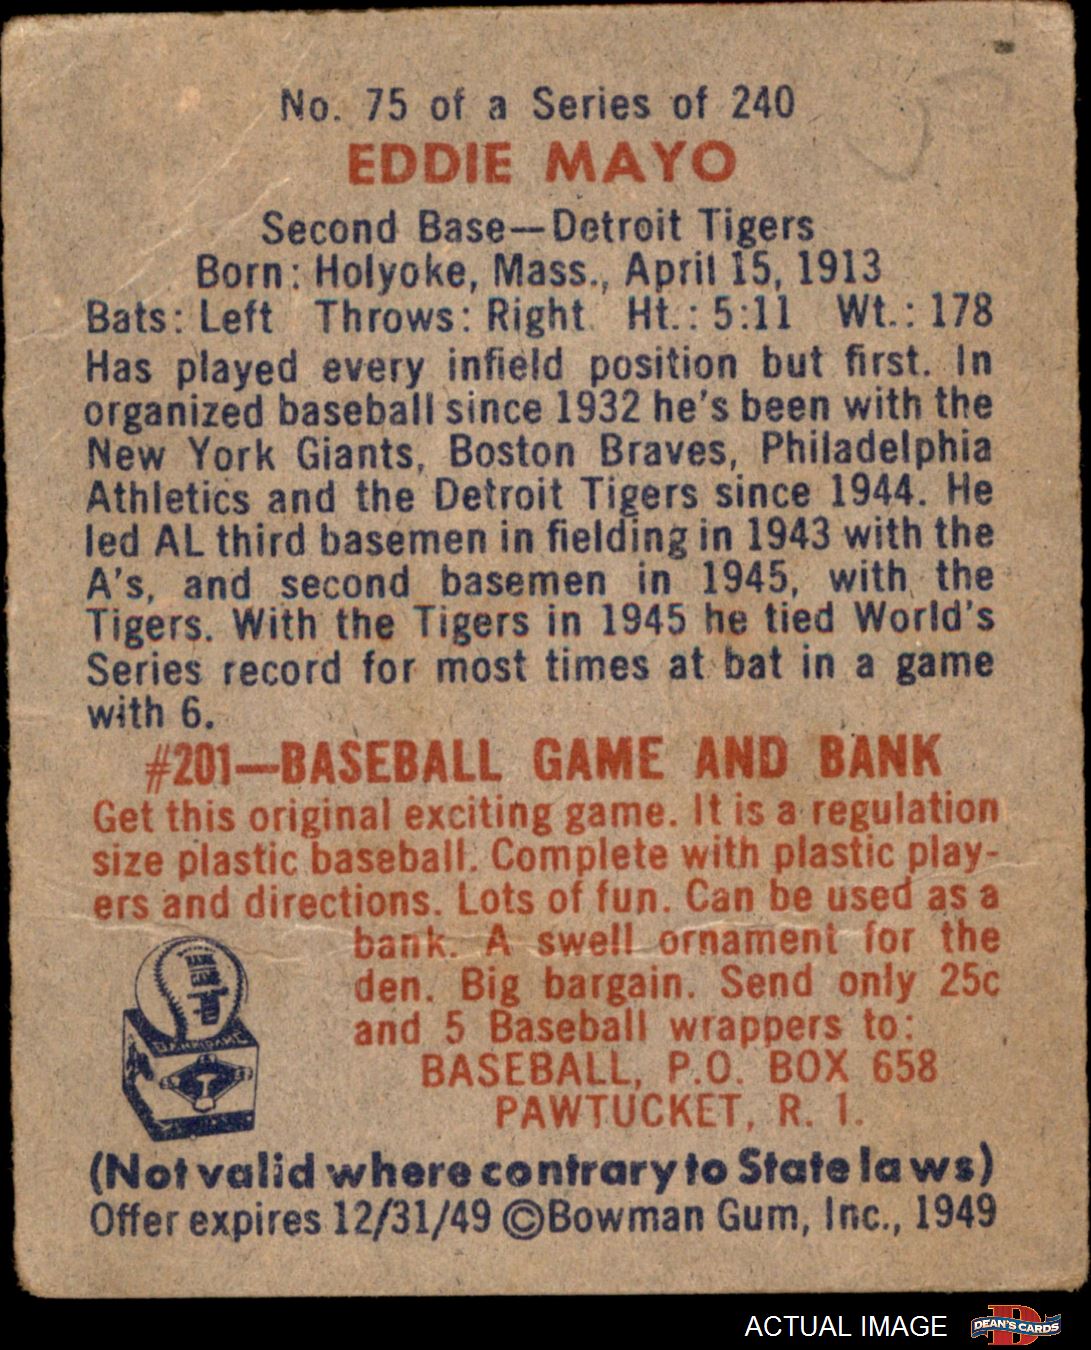 No. 75 of a Series of 240
EDDIE MAYO
Second Base—Detroit Tigers
Born: Holyoke, Mass., April 15, 1913
Bats: Left Throws: Right Ht.: 5:11 Wt.: 178
Has played every infield position but first. In
organized baseball since 1932 he's been with the
New York Giants, Boston Braves, Philadelphia
Athletics and the Detroit Tigers since 1944. He
led AL third basemen in fielding in 1943 with the
A's, and second basemen in 1945, with the
Tigers. With the Tigers in 1945 he tied World's
Series record for most times at bat in a game
with 6.
#201—BASEBALL GAME AND BANK
Get this original exciting game. It is a regulation
size plastic baseball. Complete with plastic play-
ers and directions. Lots of fun. Can be used as a
bank. A swell ornament for the
den. Big bargain. Send only 25c
and 5 Baseball wrappers to:
BASEBALL, P.O. BOX 658
PAWTUCKET, R. I.
(Not valid where contrary to State laws)
Offer expires 12/31/49 ©Bowman Gum, Inc., 1949
ACTUAL IMAGE
DEAN'S CARDS